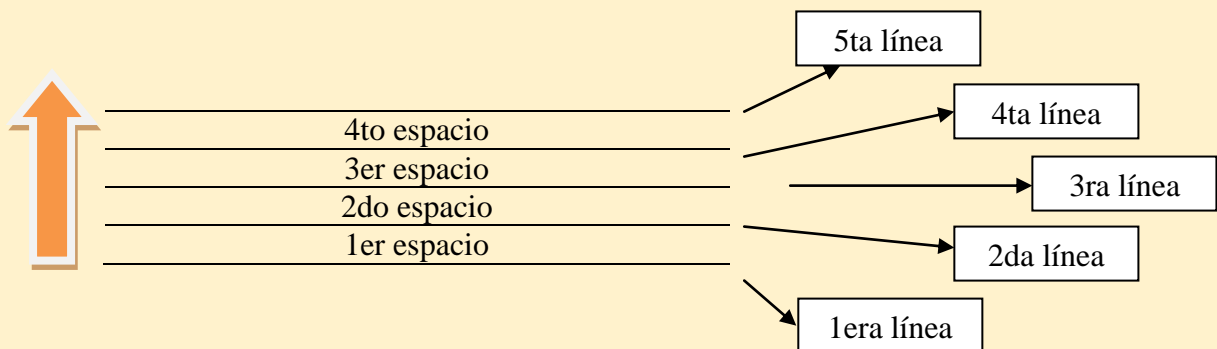 5ta línea
4to espacio
4ta línea
3er espacio
3ra línea
2do espacio
2da línea
1er espacio
1era línea